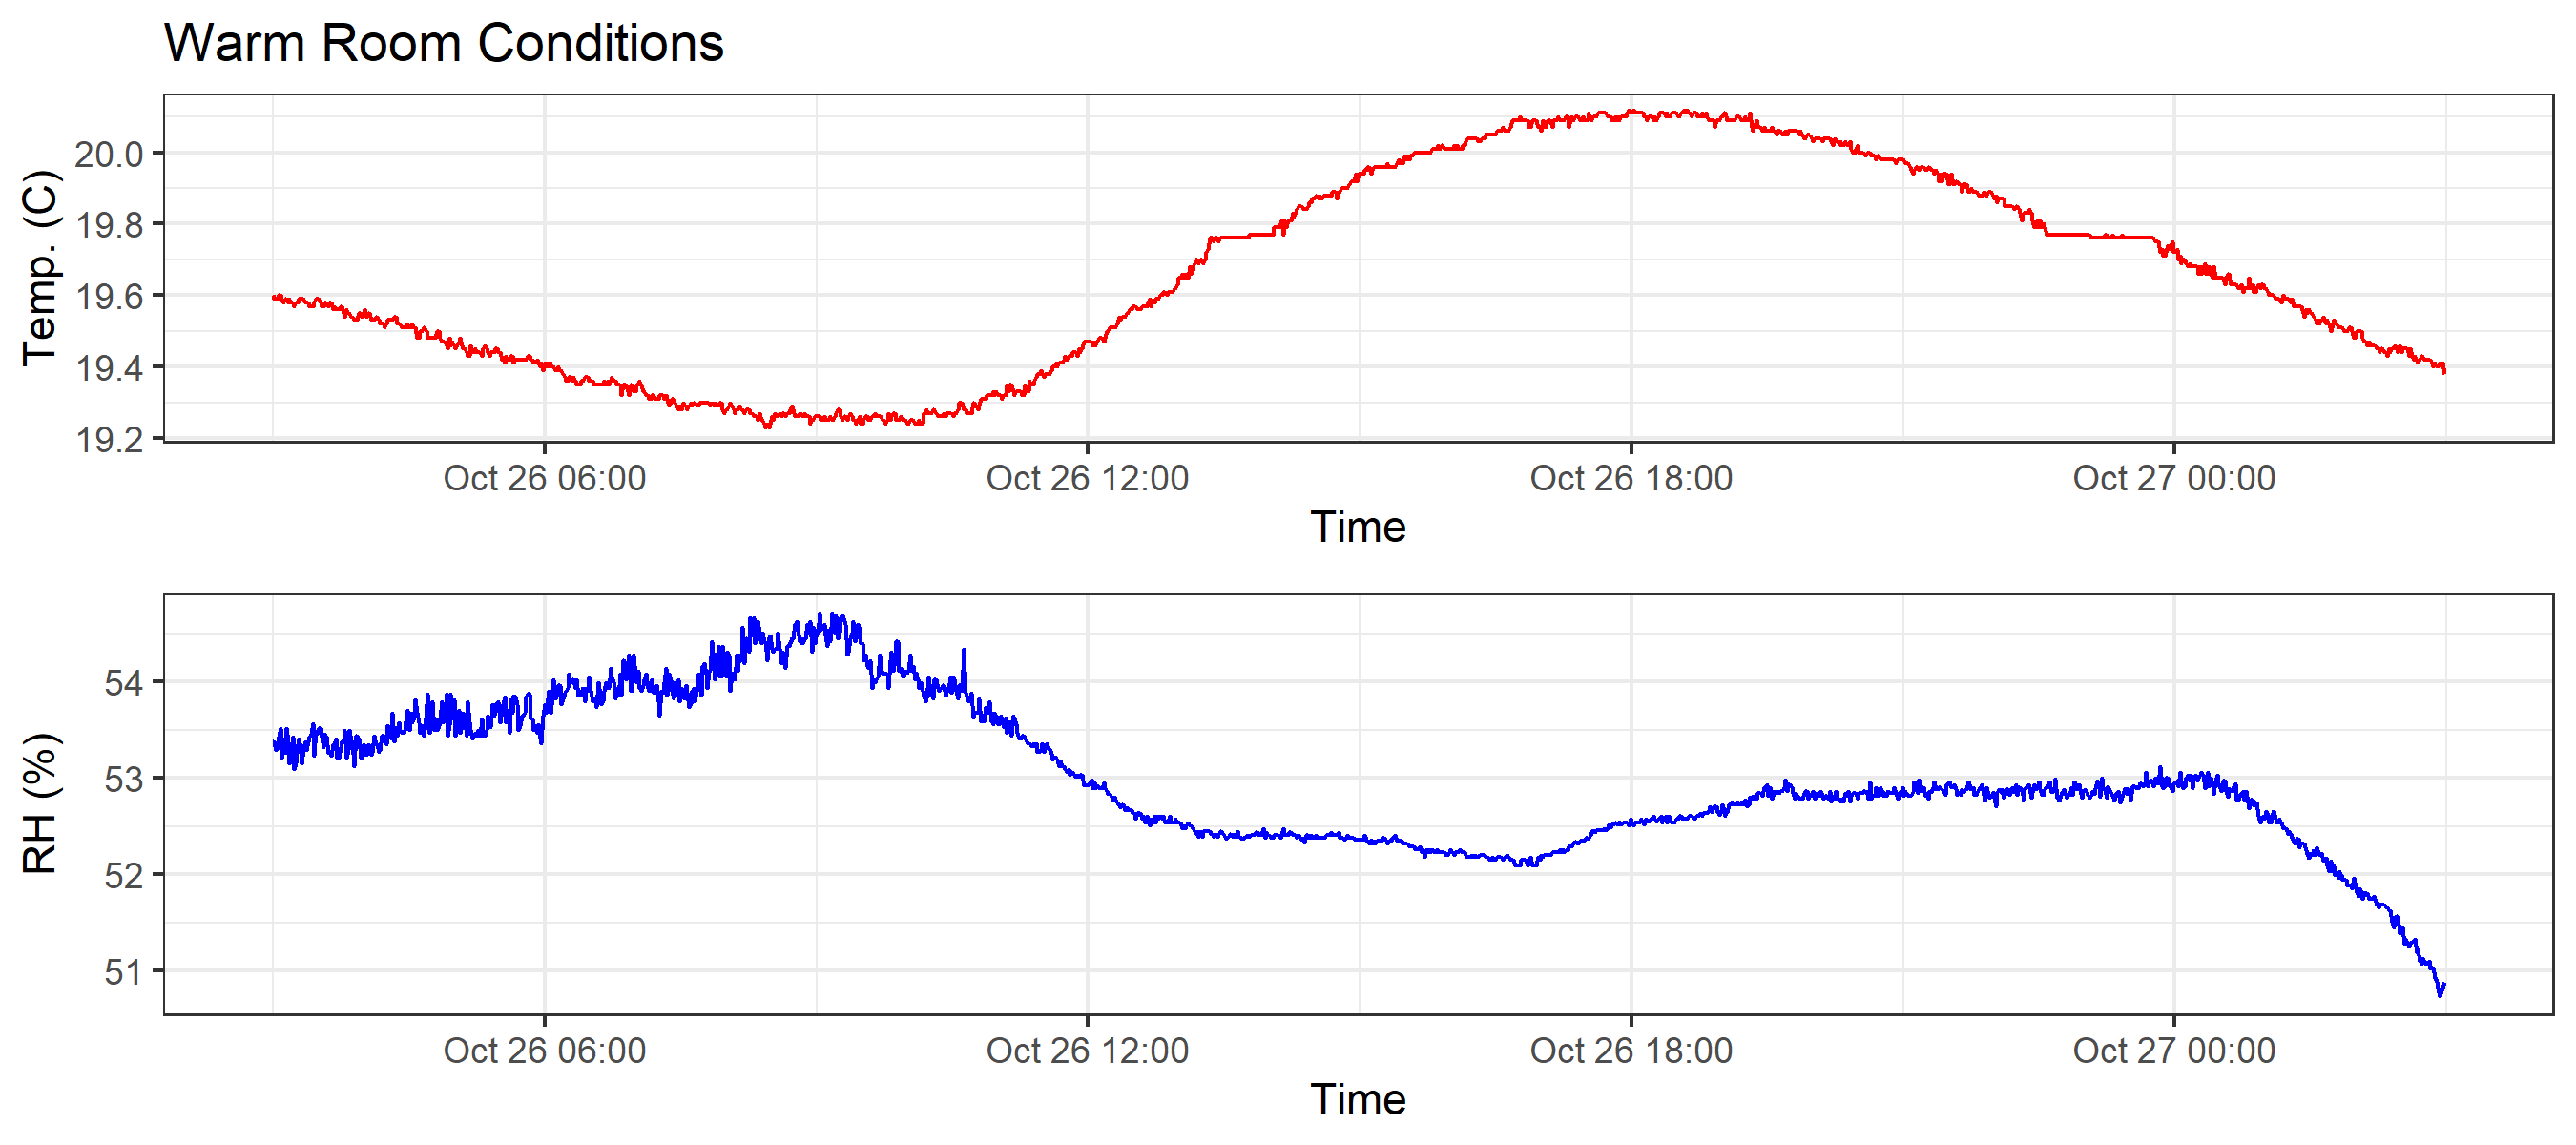 Warm Room Conditions
Temp. (C)
20.0
19.8
19.6
19.4
19.2
Oct 26 06:00 Oct 26 12:00 Oct 26 18:00 Oct 27 00:00
Time
RH (%)
54
53
52
51
Oct 26 06:00 Oct 26 12:00 Oct 26 18:00 Oct 27 00:00
Time